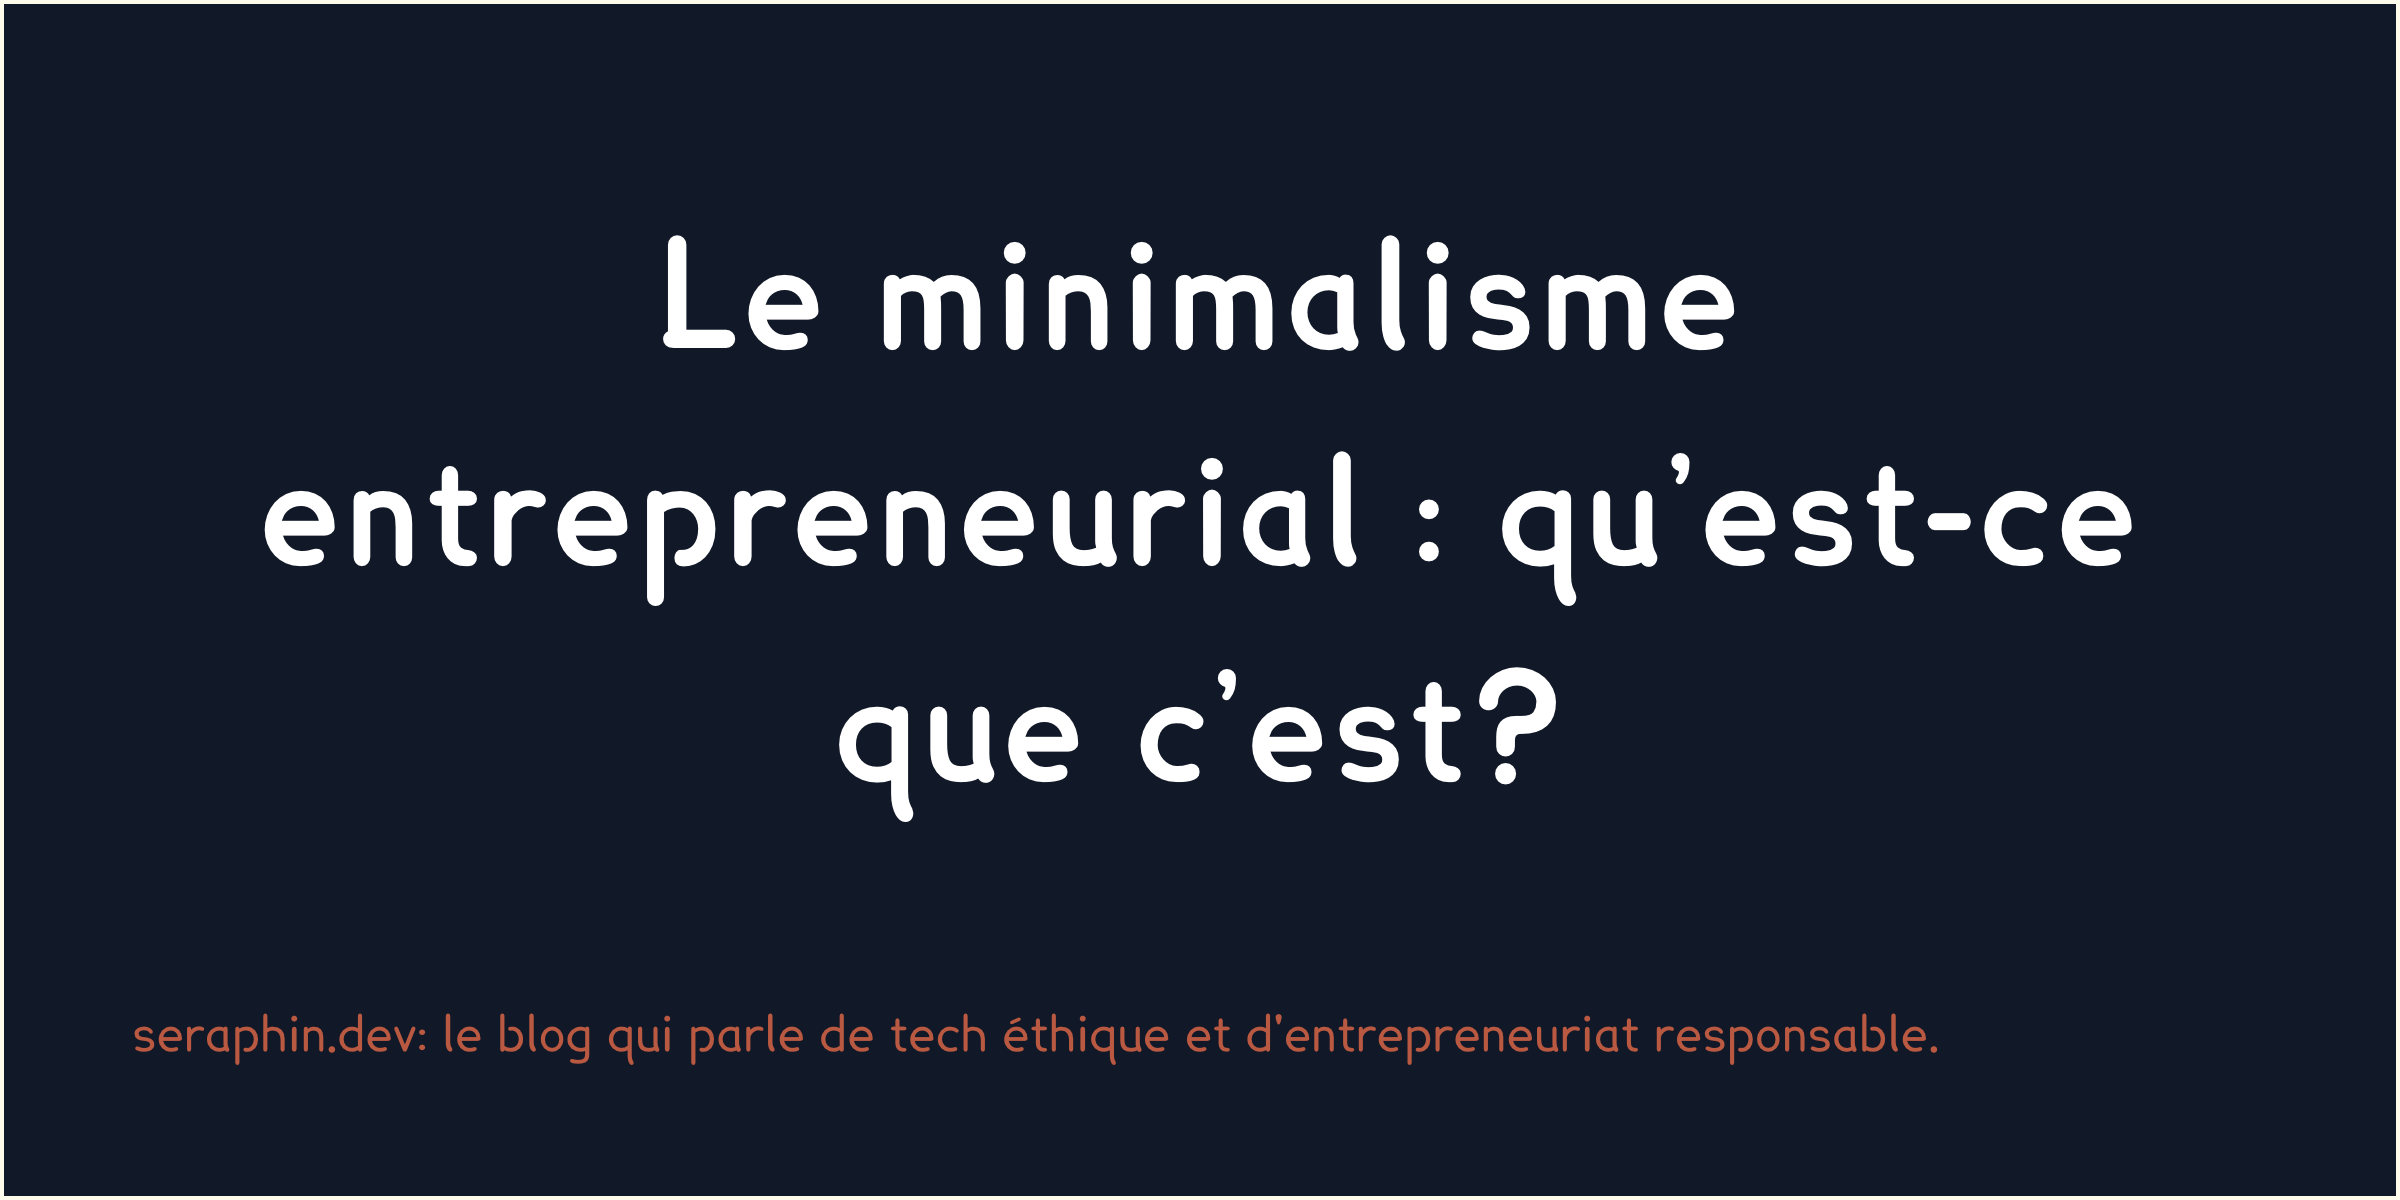 Le minimalisme
entrepreneurial : qu’est-ce
que c’est?
seraphin.dev: le blog qui parle de tech éthique et d'entrepreneuriat responsable.